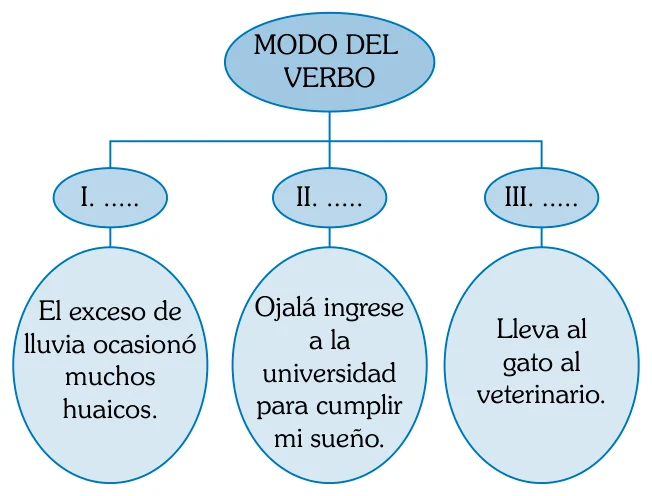 MODO DEL
VERBO
I. .....
II. .....
III. .....
El exceso de
lluvia ocasionó
muchos
huaicos.
Ojalá ingrese
a la
universidad
para cumplir
mi sueño.
Lleva al
gato al
veterinario.